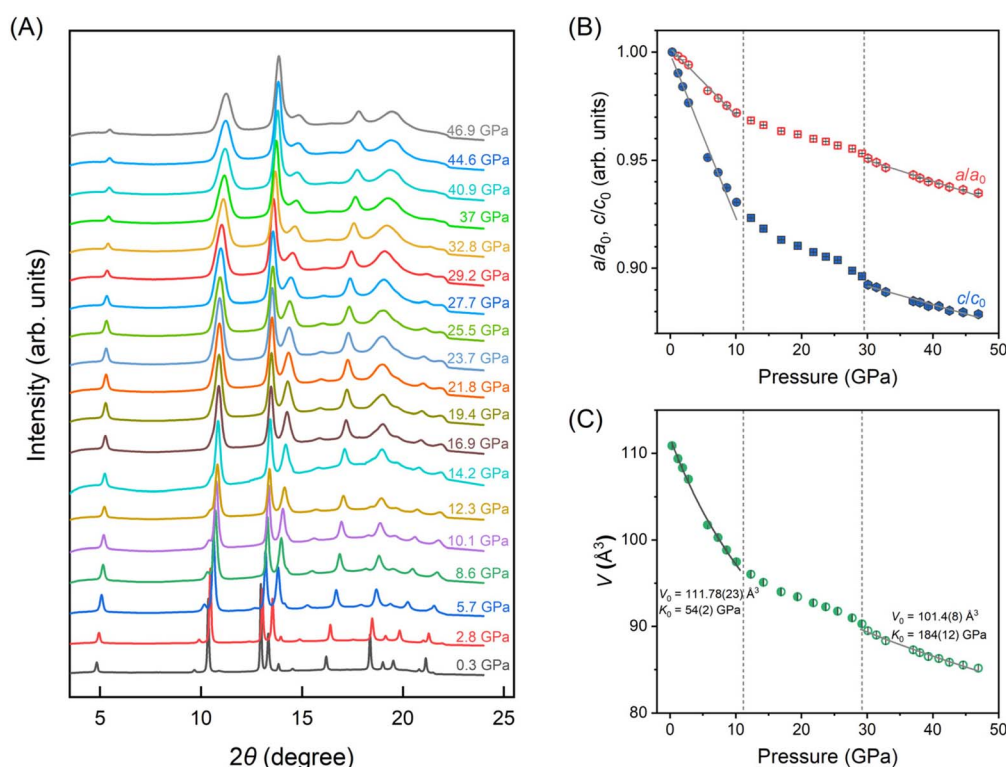 (A)
46.9 GPa
44.6 GPa
40.9 GPa
37 GPa
32.8 GPa
29.2 GPa
27.7 GPa
25.5 GPa
23.7 GPa
21.8 GPa
19.4 GPa
16.9 GPa
14.2 GPa
12.3 GPa
10.1 GPa
8.6 GPa
5.7 GPa
2.8 GPa
0.3 GPa
Intensity (arb. units)
5 10 15 20 25
2θ (degree)
(B)
1.00
0.95
0.90
a/a₀, c/c₀ (arb. units)
a/a₀
c/c₀
0 10 20 30 40 50
Pressure (GPa)
(C)
110
100
90
80
V (Å³)
V₀ = 111.78(23) Å³
K₀ = 54(2) GPa
V₀ = 101.4(8) Å³
K₀ = 184(12) GPa
0 10 20 30 40 50
Pressure (GPa)